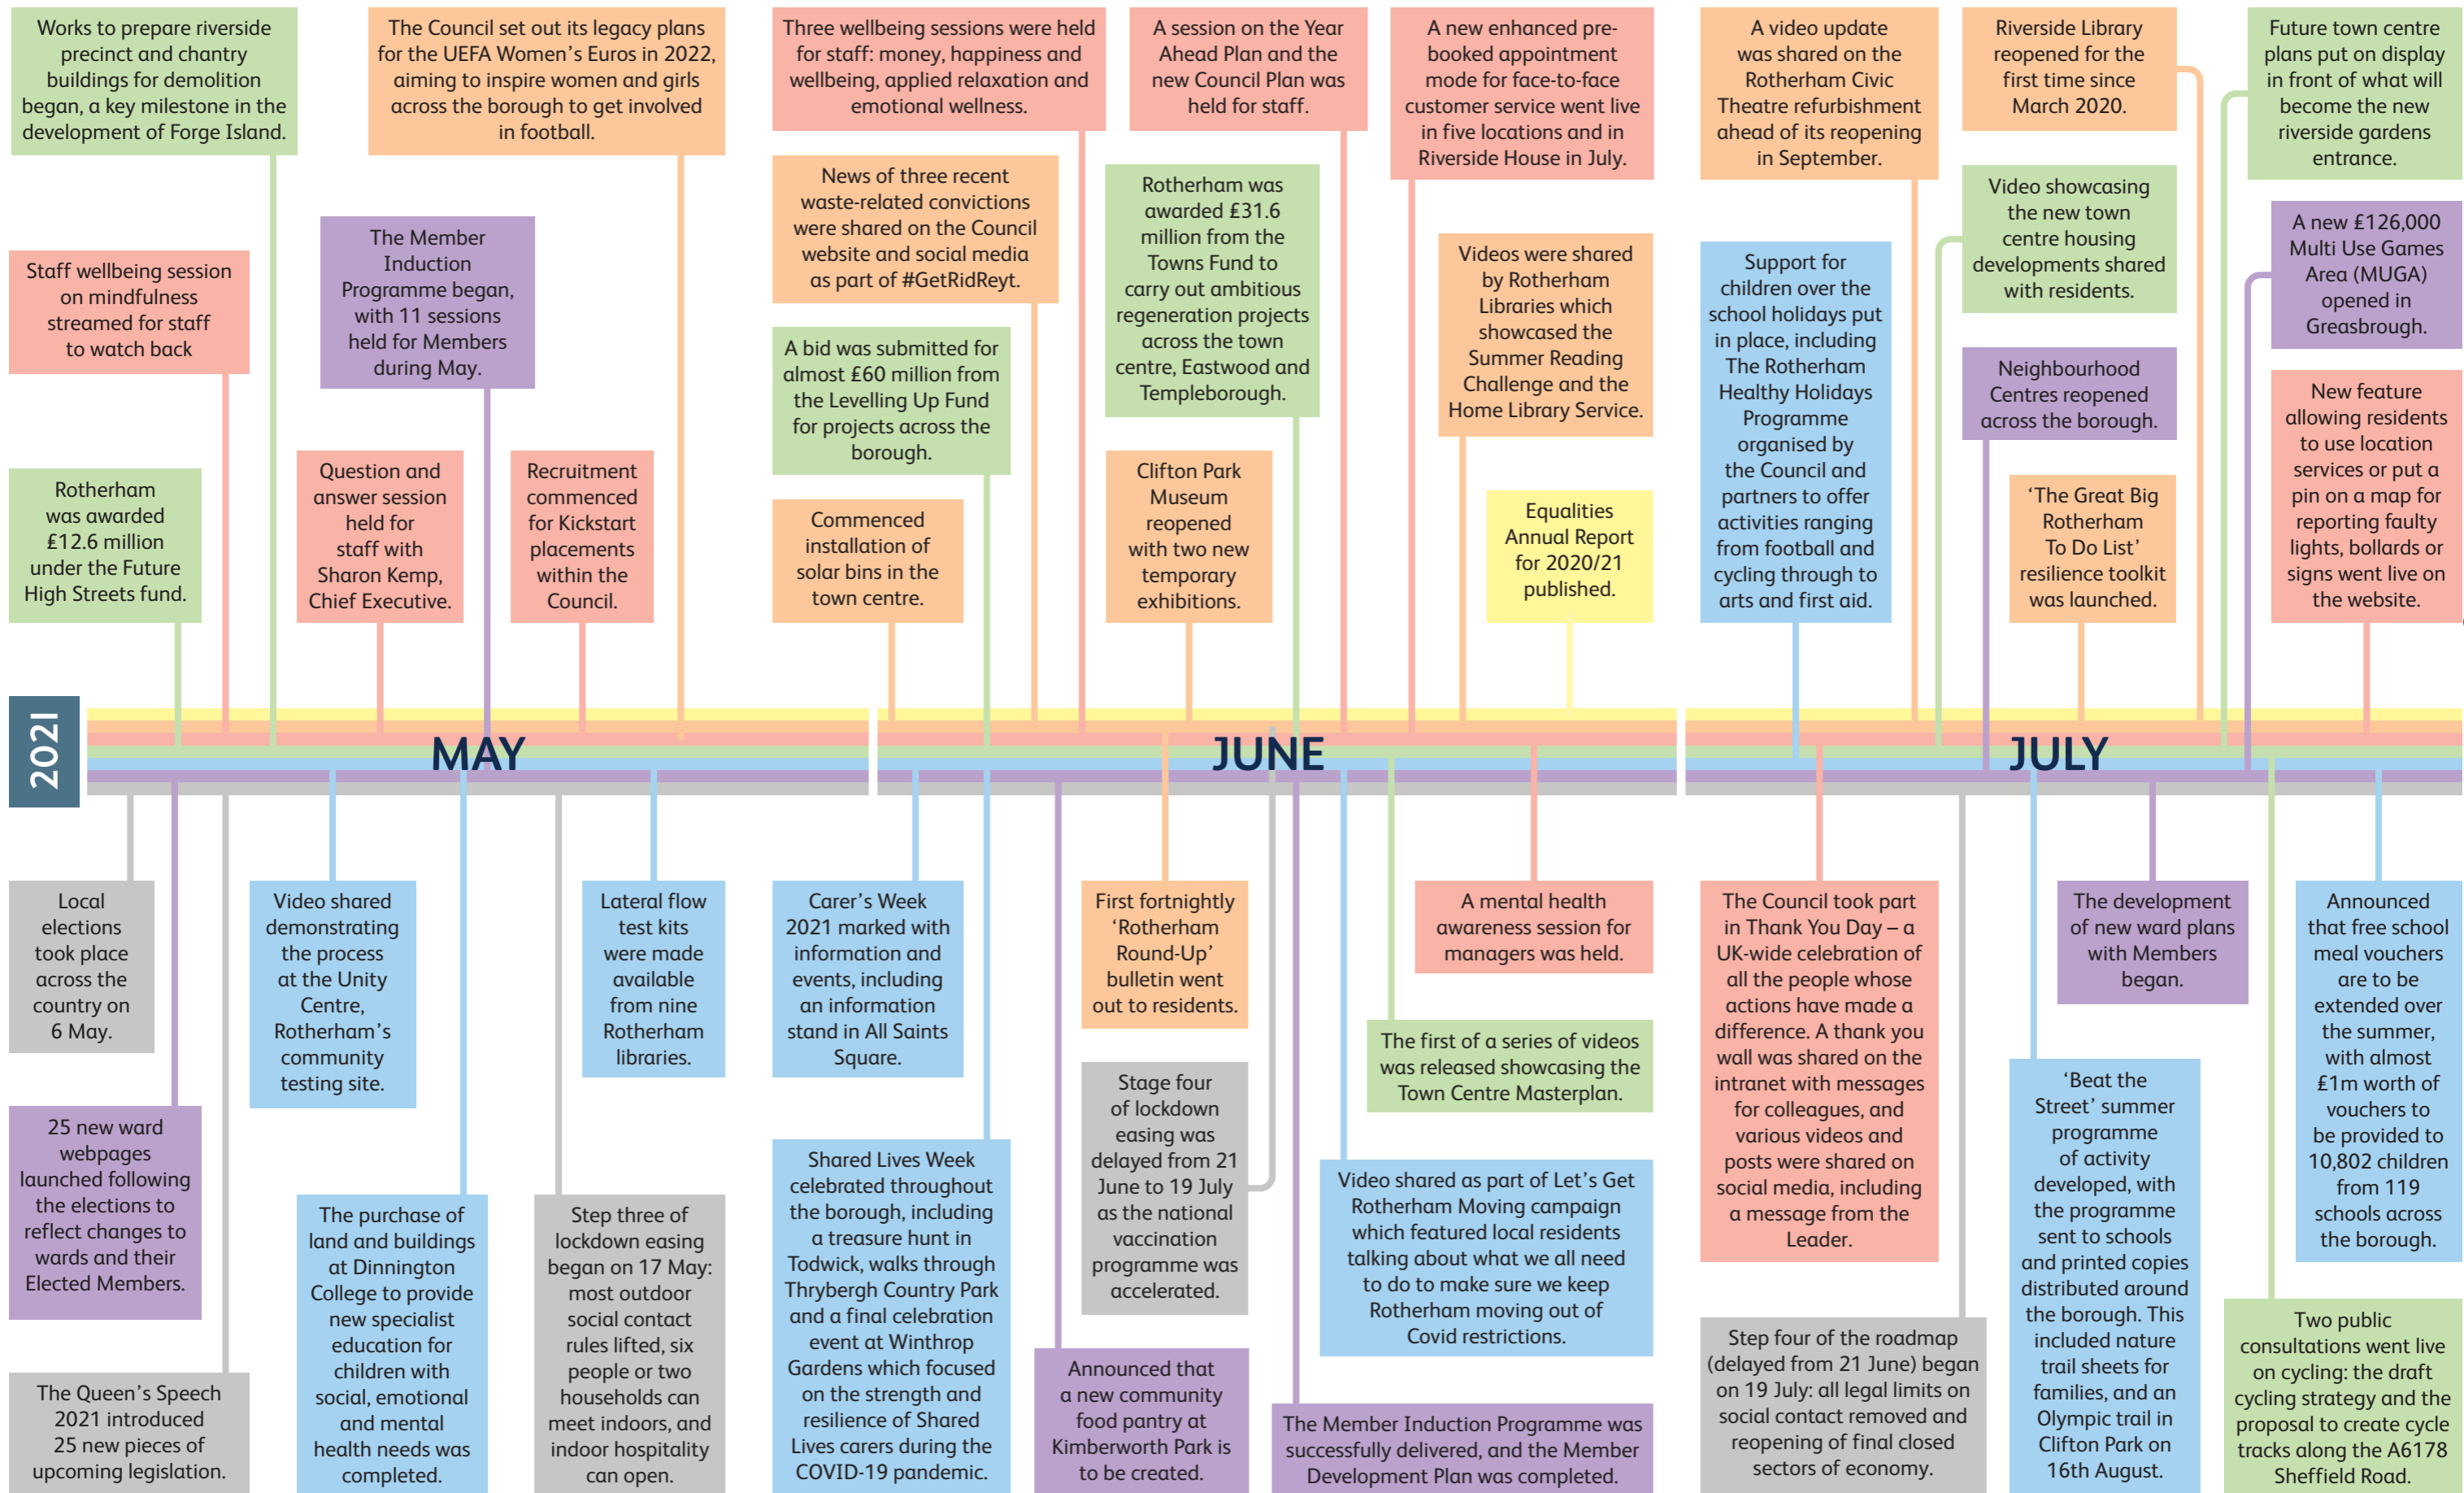 Works to prepare riverside
precinct and chantry
buildings for demolition
began, a key milestone in the
development of Forge Island.
The Council set out its legacy plans
for the UEFA Women's Euros in 2022,
aiming to inspire women and girls
across the borough to get involved
in football.
Staff wellbeing session
on mindfulness
streamed for staff
to watch back
The Member
Induction
Programme began,
with 11 sessions
held for Members
during May.
Rotherham
was awarded
£12.6 million
under the Future
High Streets fund.
Question and
answer session
held for
staff with
Sharon Kemp,
Chief Executive.
Recruitment
commenced
for Kickstart
placements
within the
Council.
Three wellbeing sessions were held
for staff: money, happiness and
wellbeing, applied relaxation and
emotional wellness.
A session on the Year
Ahead Plan and the
new Council Plan was
held for staff.
A new enhanced pre-
booked appointment
mode for face-to-face
customer service went live
in five locations and in
Riverside House in July.
News of three recent
waste-related convictions
were shared on the Council
website and social media
as part of #GetRidReyt.
Rotherham was
awarded £31.6
million from the
Towns Fund to
carry out ambitious
regeneration projects
across the town
centre, Eastwood and
Templeborough.
Videos were shared
by Rotherham
Libraries which
showcased the
Summer Reading
Challenge and the
Home Library Service.
A bid was submitted for
almost £60 million from
the Levelling Up Fund
for projects across the
borough.
Commenced
installation of
solar bins in the
town centre.
Clifton Park
Museum
reopened
with two new
temporary
exhibitions.
Equalities
Annual Report
for 2020/21
published.
A video update
was shared on the
Rotherham Civic
Theatre refurbishment
ahead of its reopening
in September.
Riverside Library
reopened for the
first time since
March 2020.
Future town centre
plans put on display
in front of what will
become the new
riverside gardens
entrance.
Support for
children over the
school holidays put
in place, including
The Rotherham
Healthy Holidays
Programme
organised by
the Council and
partners to offer
activities ranging
from football and
cycling through to
arts and first aid.
Video showcasing
the new town
centre housing
developments shared
with residents.
A new £126,000
Multi Use Games
Area (MUGA)
opened in
Greasbrough.
Neighbourhood
Centres reopened
across the borough.
'The Great Big
Rotherham
To Do List'
resilience toolkit
was launched.
New feature
allowing residents
to use location
services or put a
pin on a map for
reporting faulty
lights, bollards or
signs went live on
the website.
2021
MAY
JUNE
JULY
Local
elections
took place
across the
country on
6 May.
Video shared
demonstrating
the process
at the Unity
Centre,
Rotherham's
community
testing site.
Lateral flow
test kits
were made
available
from nine
Rotherham
libraries.
25 new ward
webpages
launched following
the elections to
reflect changes to
wards and their
Elected Members.
The purchase of
land and buildings
at Dinnington
College to provide
new specialist
education for
children with
social, emotional
and mental
health needs was
completed.
Step three of
lockdown easing
began on 17 May:
most outdoor
social contact
rules lifted, six
people or two
households can
meet indoors, and
indoor hospitality
can open.
The Queen's Speech
2021 introduced
25 new pieces of
upcoming legislation.
Carer's Week
2021 marked with
information and
events, including
an information
stand in All Saints
Square.
First fortnightly
'Rotherham
Round-Up'
bulletin went
out to residents.
A mental health
awareness session for
managers was held.
The first of a series of videos
was released showcasing the
Town Centre Masterplan.
Stage four
of lockdown
easing was
delayed from 21
June to 19 July
as the national
vaccination
programme was
accelerated.
Shared Lives Week
celebrated throughout
the borough, including
a treasure hunt in
Todwick, walks through
Thrybergh Country Park
and a final celebration
event at Winthrop
Gardens which focused
on the strength and
resilience of Shared
Lives carers during the
COVID-19 pandemic.
Video shared as part of Let's Get
Rotherham Moving campaign
which featured local residents
talking about what we all need
to do to make sure we keep
Rotherham moving out of
Covid restrictions.
Announced that
a new community
food pantry at
Kimberworth Park is
to be created.
The Member Induction Programme was
successfully delivered, and the Member
Development Plan was completed.
The Council took part
in Thank You Day – a
UK-wide celebration of
all the people whose
actions have made a
difference. A thank you
wall was shared on the
intranet with messages
for colleagues, and
various videos and
posts were shared on
social media, including
a message from the
Leader.
The development
of new ward plans
with Members
began.
Announced
that free school
meal vouchers
are to be
extended over
the summer,
with almost
£1m worth of
vouchers to
be provided to
10,802 children
from 119
schools across
the borough.
'Beat the
Street' summer
programme
of activity
developed, with
the programme
sent to schools
and printed copies
distributed around
the borough. This
included nature
trail sheets for
families, and an
Olympic trail in
Clifton Park on
16th August.
Step four of the roadmap
(delayed from 21 June) began
on 19 July: all legal limits on
social contact removed and
reopening of final closed
sectors of economy.
Two public
consultations went live
on cycling: the draft
cycling strategy and the
proposal to create cycle
tracks along the A6178
Sheffield Road.